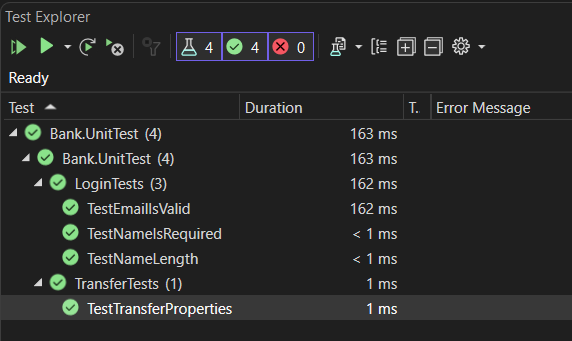 Test Explorer
4 4 0
Ready
Test Duration T. Error Message
Bank.UnitTest (4) 163 ms
Bank.UnitTest (4) 163 ms
LoginTests (3) 162 ms
TestEmailIsValid 162 ms
TestNameIsRequired < 1 ms
TestNameLength < 1 ms
TransferTests (1) 1 ms
TestTransferProperties 1 ms